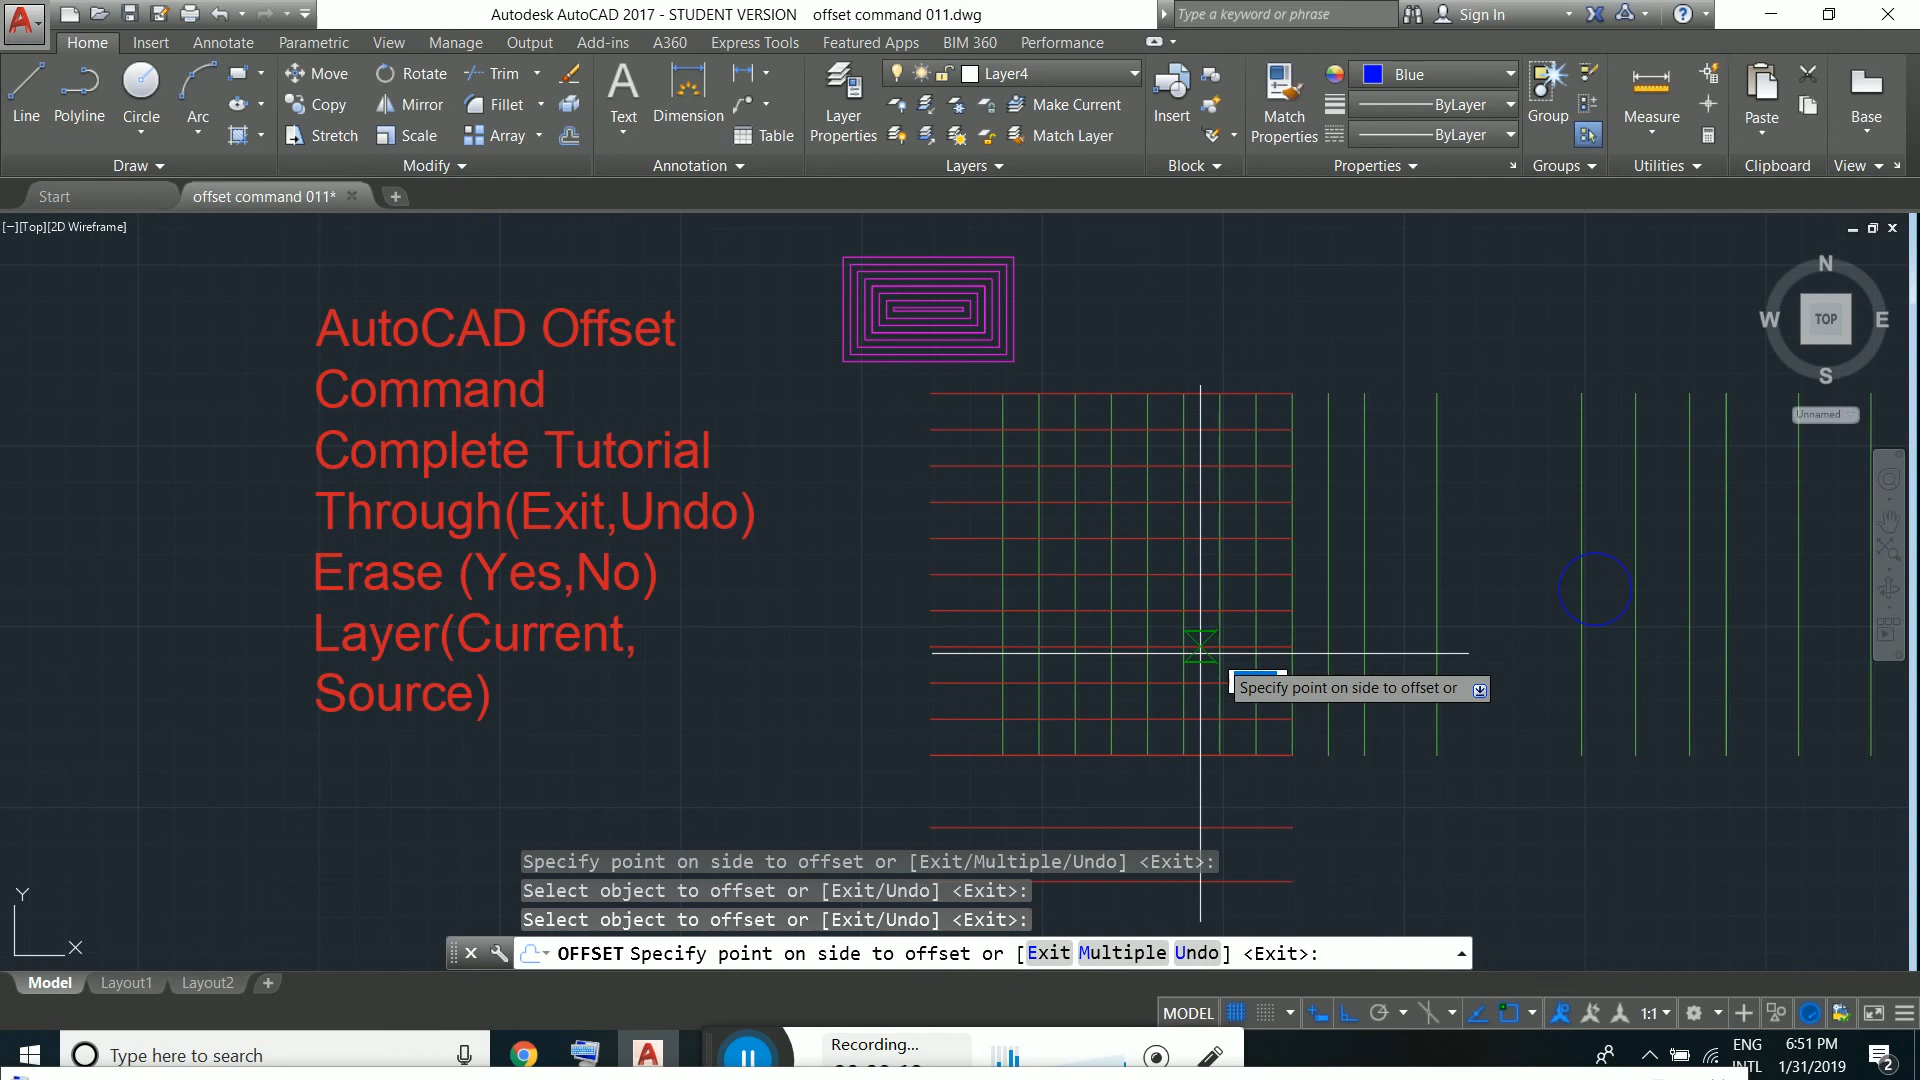 Autodesk AutoCAD 2017 - STUDENT VERSION offset command 011.dwg
Type a keyword or phrase
Sign In
Home Insert Annotate Parametric View Manage Output Add-ins A360 Express Tools Featured Apps BIM 360 Performance
Line
Polyline
Circle
Arc
Draw
Move Rotate Trim
Copy Mirror Fillet
Stretch Scale Array
Modify
Text
Dimension
Table
Annotation
Layer
Properties
Layer4
Make Current
Match Layer
Layers
Insert
Block
Match
Properties
Blue
ByLayer
ByLayer
Properties
Group
Groups
Measure
Utilities
Paste
Clipboard
Base
View
Start
offset command 011*
[−][Top][2D Wireframe]
AutoCAD Offset
Command
Complete Tutorial
Through(Exit,Undo)
Erase (Yes,No)
Layer(Current,
Source)
N
W TOP E
S
Unnamed
Specify point on side to offset or
Specify point on side to offset or [Exit/Multiple/Undo] <Exit>:
Select object to offset or [Exit/Undo] <Exit>:
Select object to offset or [Exit/Undo] <Exit>:
OFFSET Specify point on side to offset or [Exit Multiple Undo] <Exit>:
Y
X
Model Layout1 Layout2
MODEL 1:1
Type here to search
Recording...
ENG
INTL
6:51 PM
1/31/2019
2